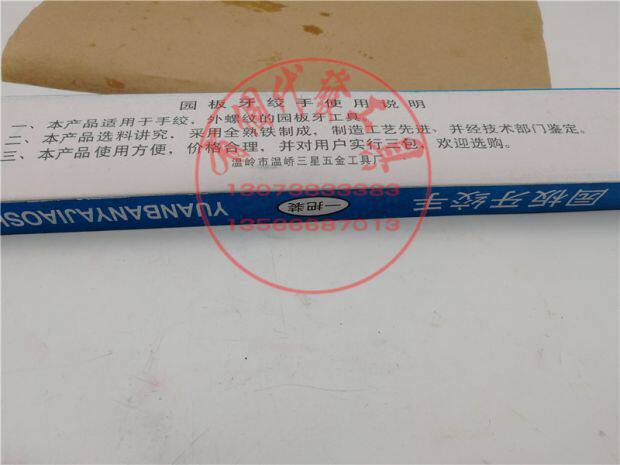 园板牙绞手使用说明
一、本产品适用于手绞，外螺纹的园板牙工具。
二、本产品选料讲究，采用全熟铁制成，制造工艺先进，并经技术部门鉴定。
三、本产品使用方便，价格合理，并对用户实行三包，欢迎选购。
温岭市温峤三星五金工具厂
园板牙绞手
一把装
YUANBANYAJIAOSH
13073833383
13566687013